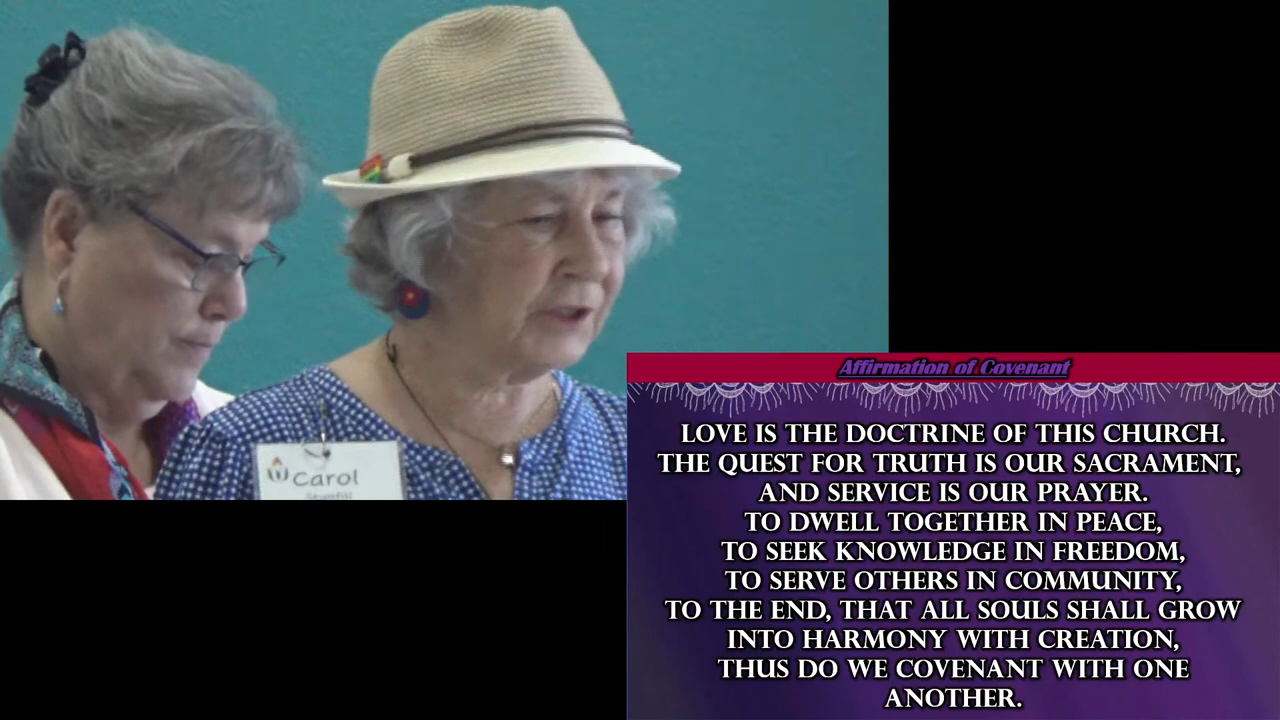 Carol
Affirmation of Covenant
LOVE IS THE DOCTRINE OF THIS CHURCH.
THE QUEST FOR TRUTH IS OUR SACRAMENT,
AND SERVICE IS OUR PRAYER.
TO DWELL TOGETHER IN PEACE,
TO SEEK KNOWLEDGE IN FREEDOM,
TO SERVE OTHERS IN COMMUNITY,
TO THE END, THAT ALL SOULS SHALL GROW
INTO HARMONY WITH CREATION,
THUS DO WE COVENANT WITH ONE
ANOTHER.